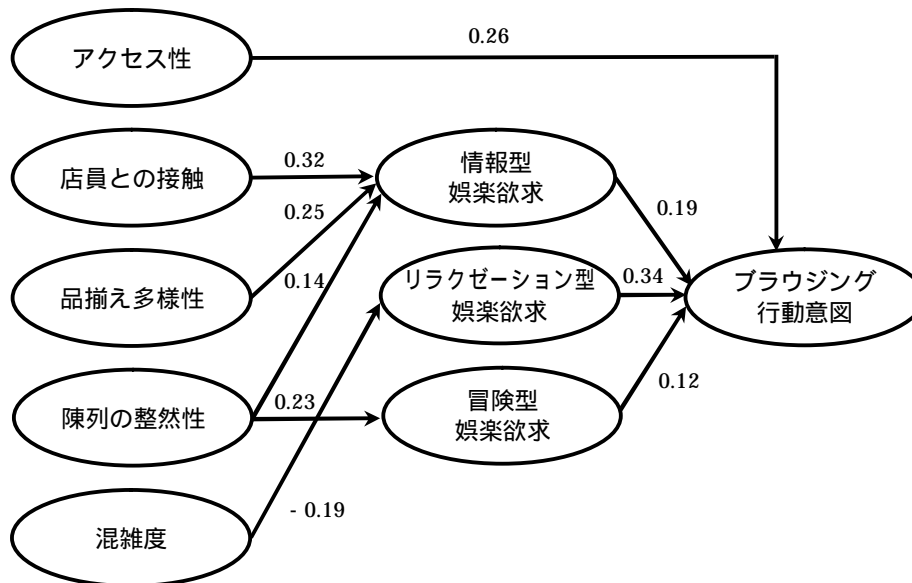 アクセス性
0.26
店員との接触
0.32
情報型
娯楽欲求
0.25
0.19
品揃え多様性
0.14
リラクゼーション型
娯楽欲求
0.34
ブラウジング
行動意図
陳列の整然性
0.23
冒険型
娯楽欲求
0.12
混雑度
- 0.19